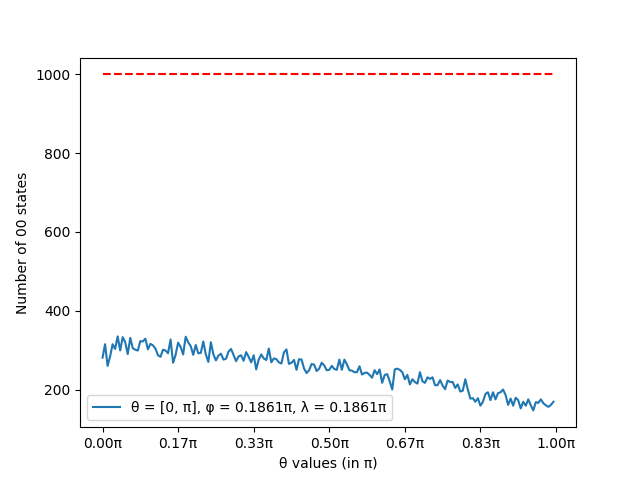 1000
800
600
400
200
Number of 00 states
θ = [0, π], φ = 0.1861π, λ = 0.1861π
0.00π 0.17π 0.33π 0.50π 0.67π 0.83π 1.00π
θ values (in π)